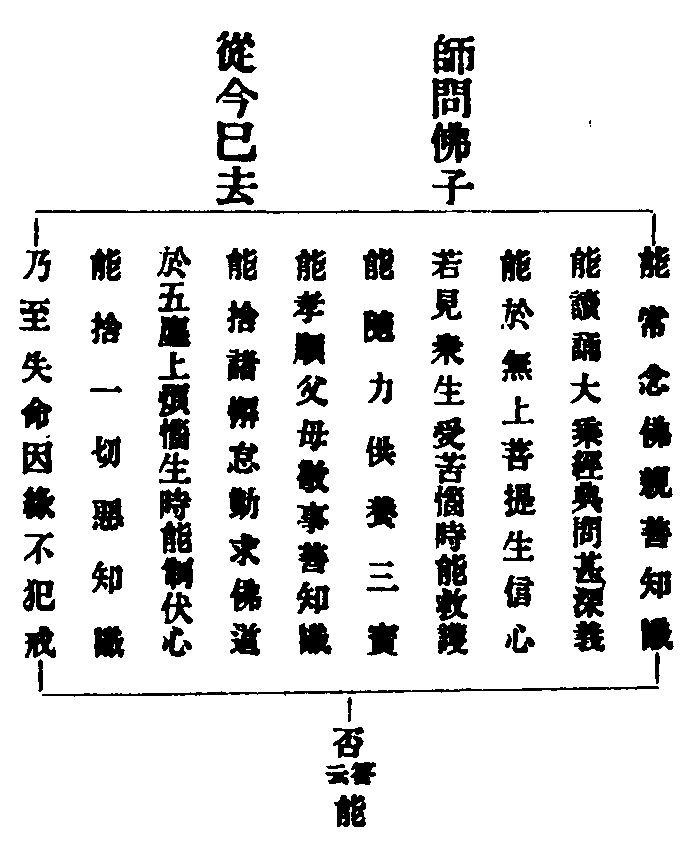 師問佛子
從今已去
能常念佛親善知識
能讀誦大乘經典問甚深義
能於無上菩提生信心
若見衆生受苦惱時能救護
能隨力供養三寶
能孝順父母敬事善知識
能捨諸懈怠勤求佛道
於五塵上煩惱生時能制伏心
能捨一切惡知識
乃至失命因緣不犯戒
否
答云
能